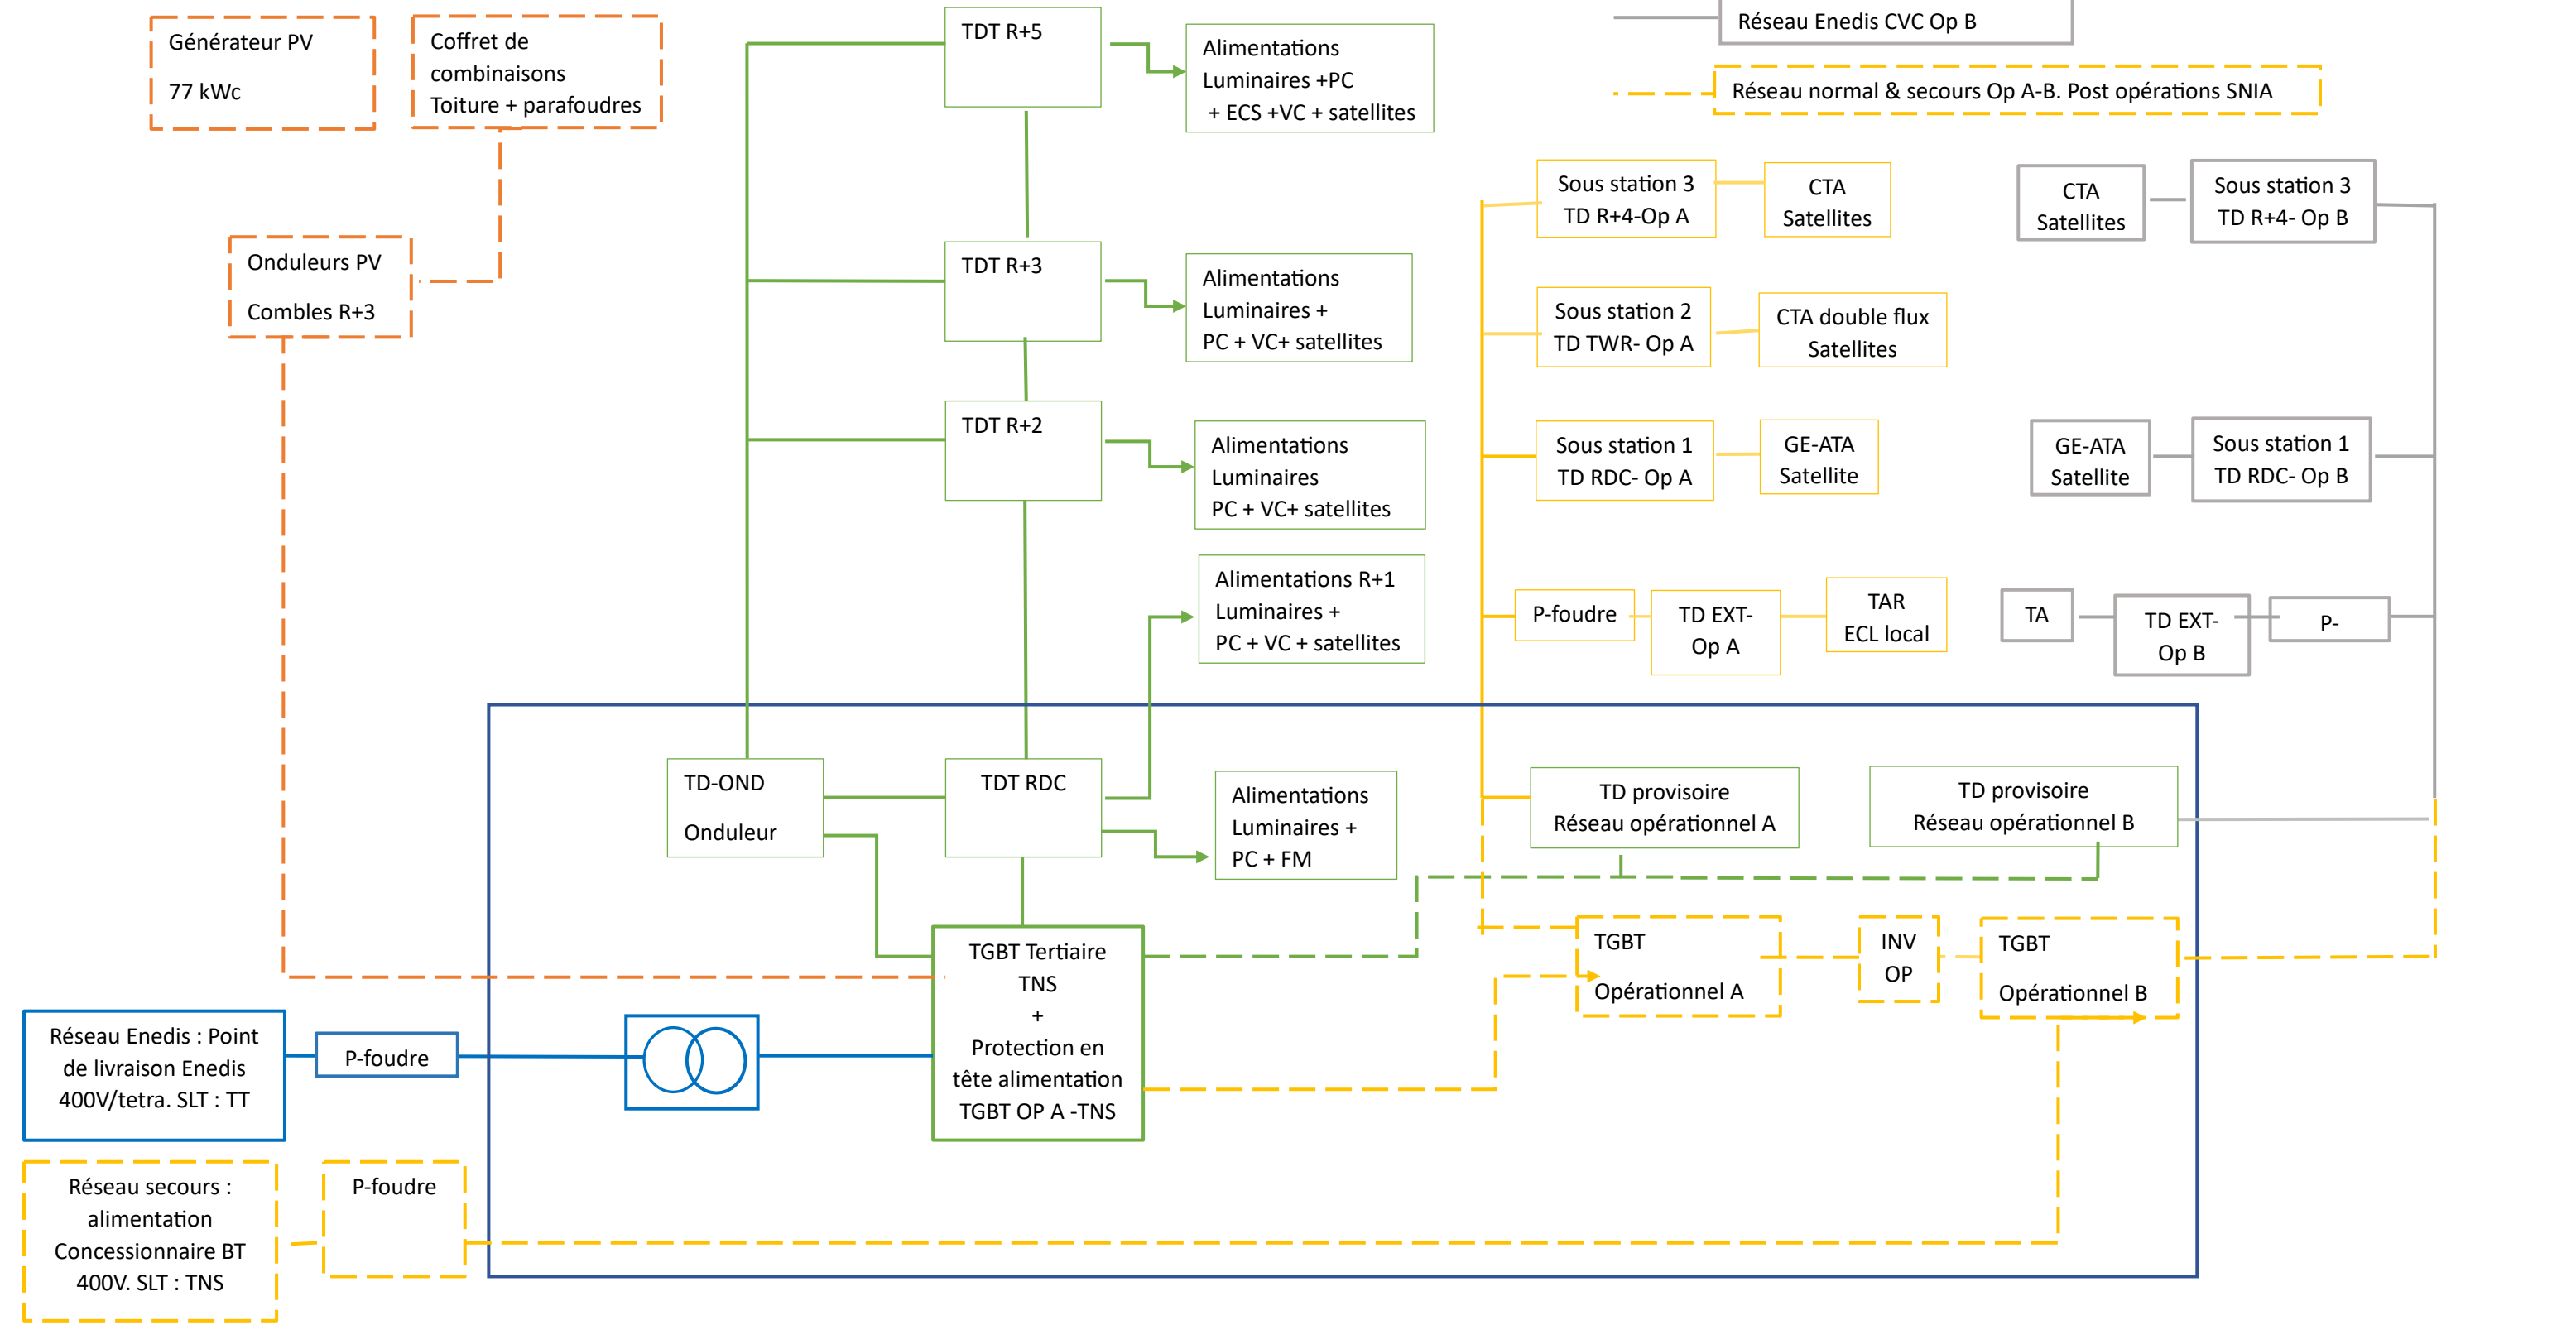 Générateur PV
77 kWc
Coffret de
combinaisons
Toiture + parafoudres
Onduleurs PV
Combles R+3
TDT R+5
Alimentations
Luminaires +PC
+ ECS +VC + satellites
TDT R+3
Alimentations
Luminaires +
PC + VC+ satellites
TDT R+2
Alimentations
Luminaires
PC + VC+ satellites
Alimentations R+1
Luminaires +
PC + VC + satellites
TD-OND
Onduleur
TDT RDC
Alimentations
Luminaires +
PC + FM
TGBT Tertiaire
TNS
+
Protection en
tête alimentation
TGBT OP A -TNS
Réseau Enedis : Point
de livraison Enedis
400V/tetra. SLT : TT
P-foudre
Réseau secours :
alimentation
Concessionnaire BT
400V. SLT : TNS
P-foudre
Réseau Enedis CVC Op B
Réseau normal & secours Op A-B. Post opérations SNIA
Sous station 3
TD R+4-Op A
CTA
Satellites
CTA
Satellites
Sous station 3
TD R+4- Op B
Sous station 2
TD TWR- Op A
CTA double flux
Satellites
Sous station 1
TD RDC- Op A
GE-ATA
Satellite
GE-ATA
Satellite
Sous station 1
TD RDC- Op B
P-foudre
TD EXT-
Op A
TAR
ECL local
TA
TD EXT-
Op B
P-
TD provisoire
Réseau opérationnel A
TD provisoire
Réseau opérationnel B
TGBT
Opérationnel A
INV
OP
TGBT
Opérationnel B